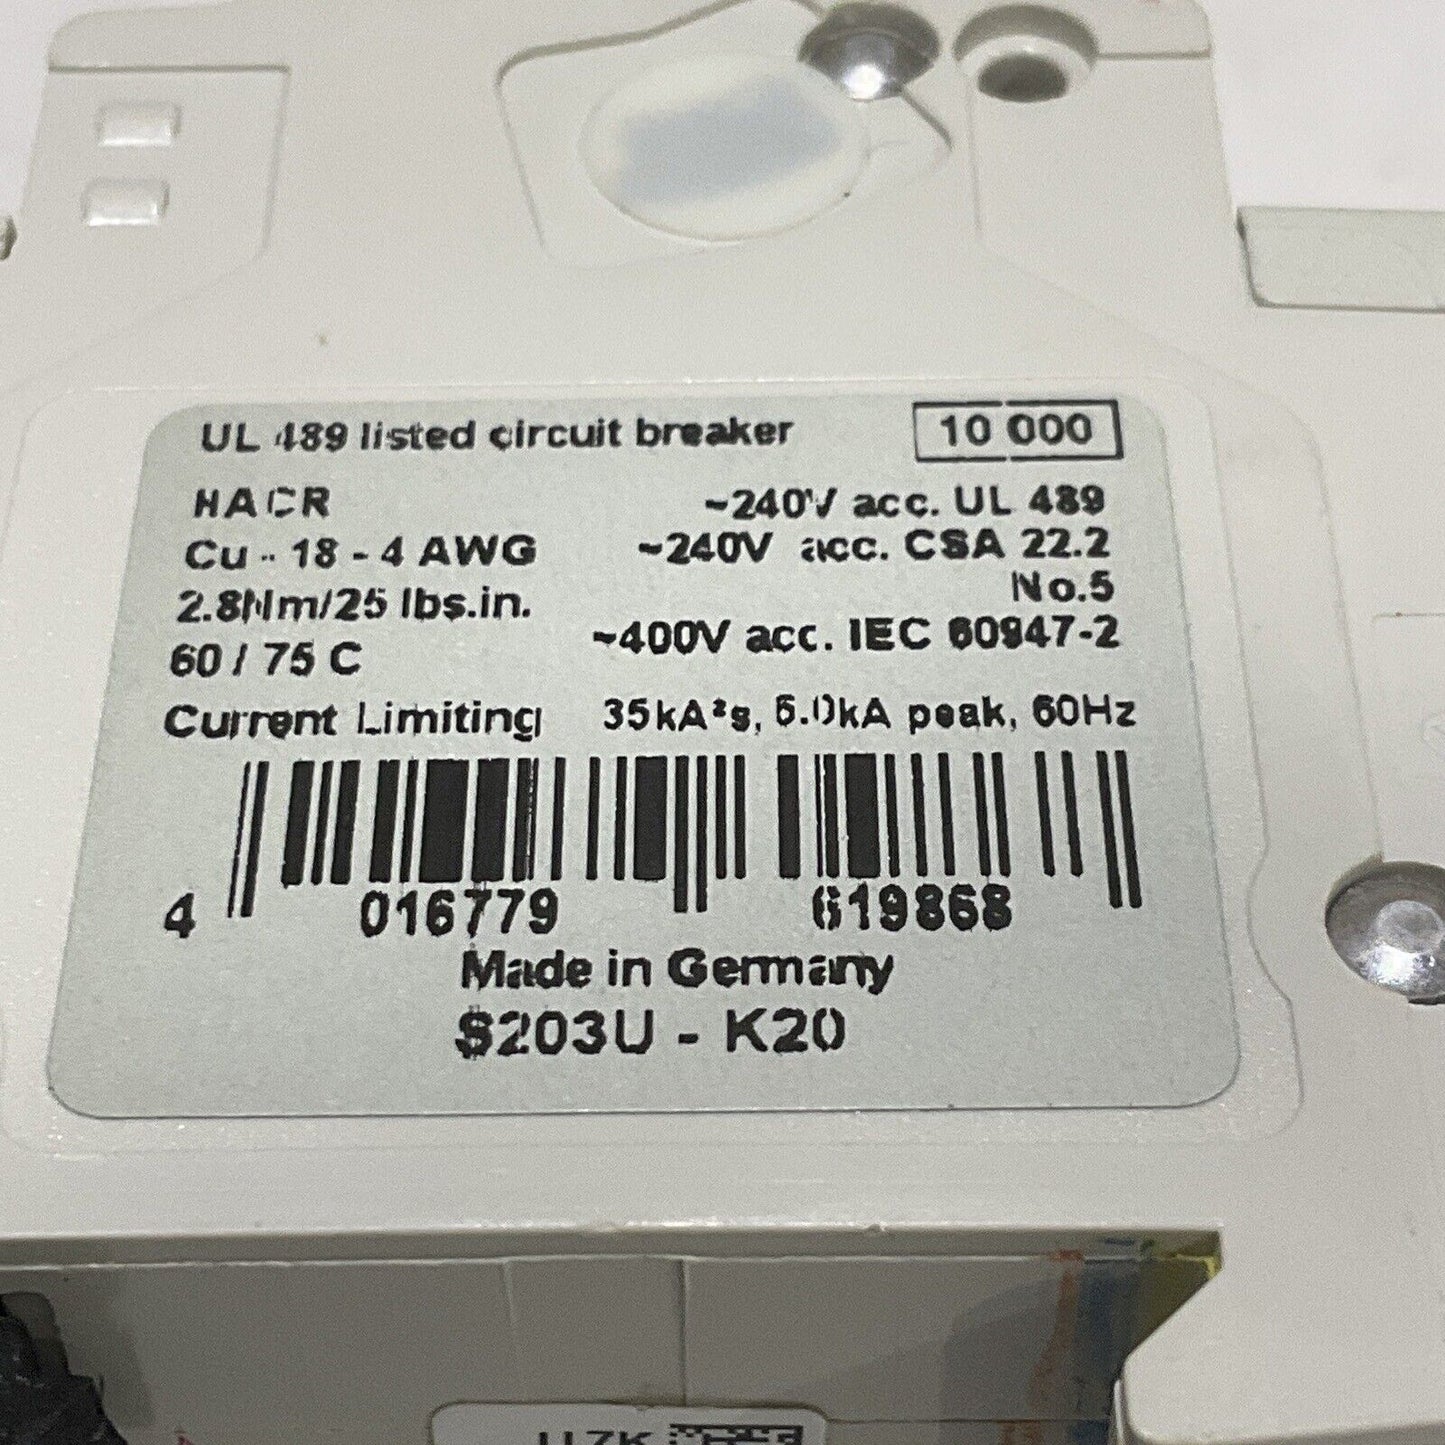 UL 489 listed circuit breaker 10 000
HACR ~240V acc. UL 489
Cu - 18 - 4 AWG ~240V acc. CSA 22.2
No.5
2.8Nm/25 lbs.in.
~400V acc. IEC 60947-2
60 / 75 C
Current Limiting 35kA²s, 6.0kA peak, 60Hz
4 016779 619868
Made in Germany
S203U - K20